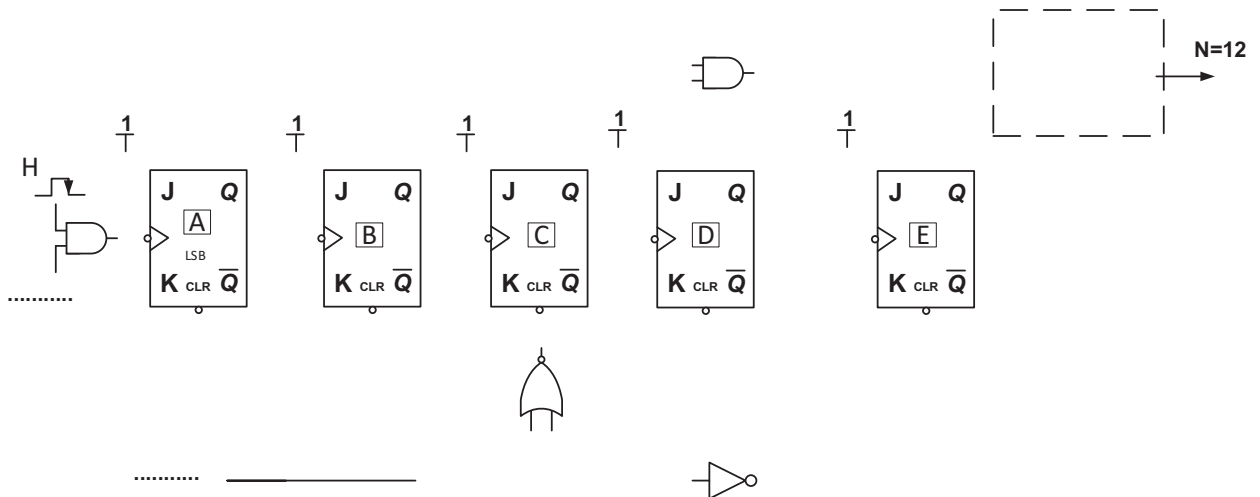 N=12
1 1 1 1 1
H
J Q J Q J Q J Q J Q
A B C D E
LSB
K CLR Q̅ K CLR Q̅ K CLR Q̅ K CLR Q̅ K CLR Q̅